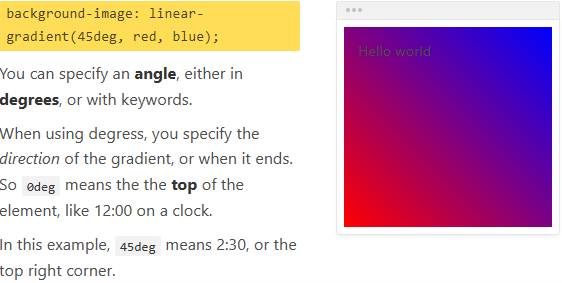 background-image: linear-
gradient(45deg, red, blue);
You can specify an angle, either in
degrees, or with keywords.
When using degress, you specify the
direction of the gradient, or when it ends.
So 0deg means the the top of the
element, like 12:00 on a clock.
In this example, 45deg means 2:30, or the
top right corner.
Hello world